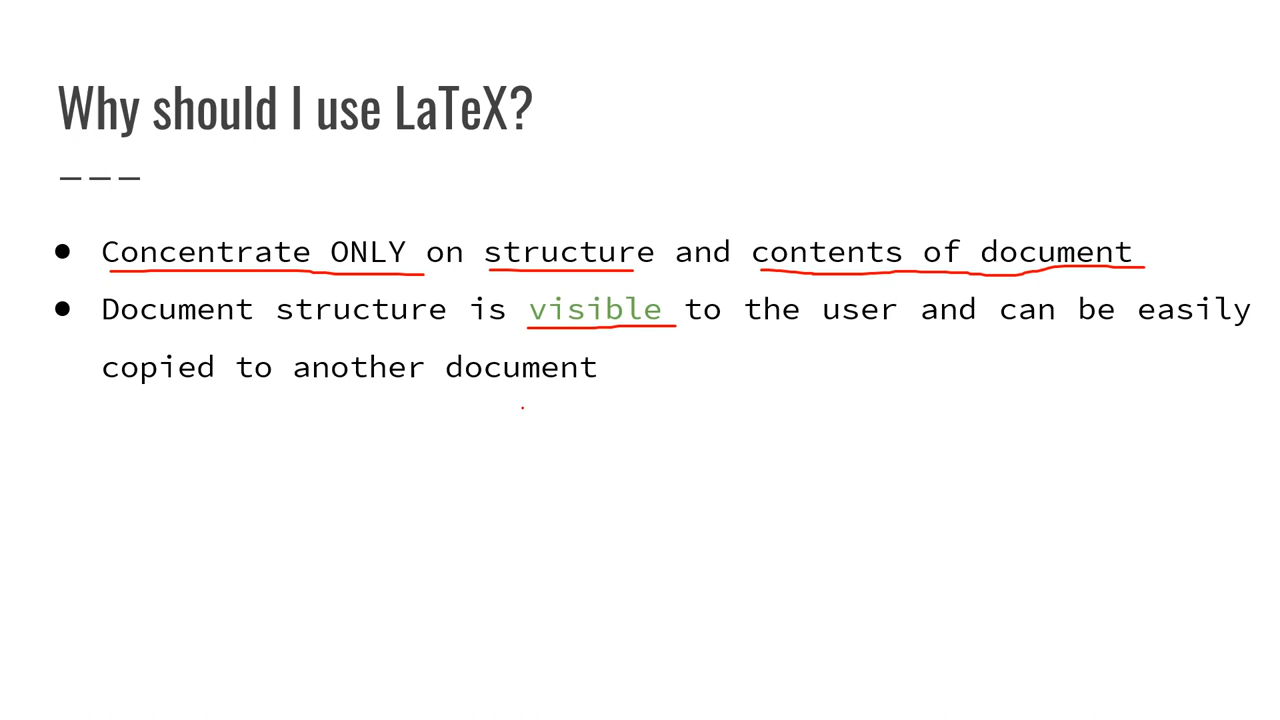 Why should I use LaTeX?
● Concentrate ONLY on structure and contents of document
● Document structure is visible to the user and can be easily
copied to another document